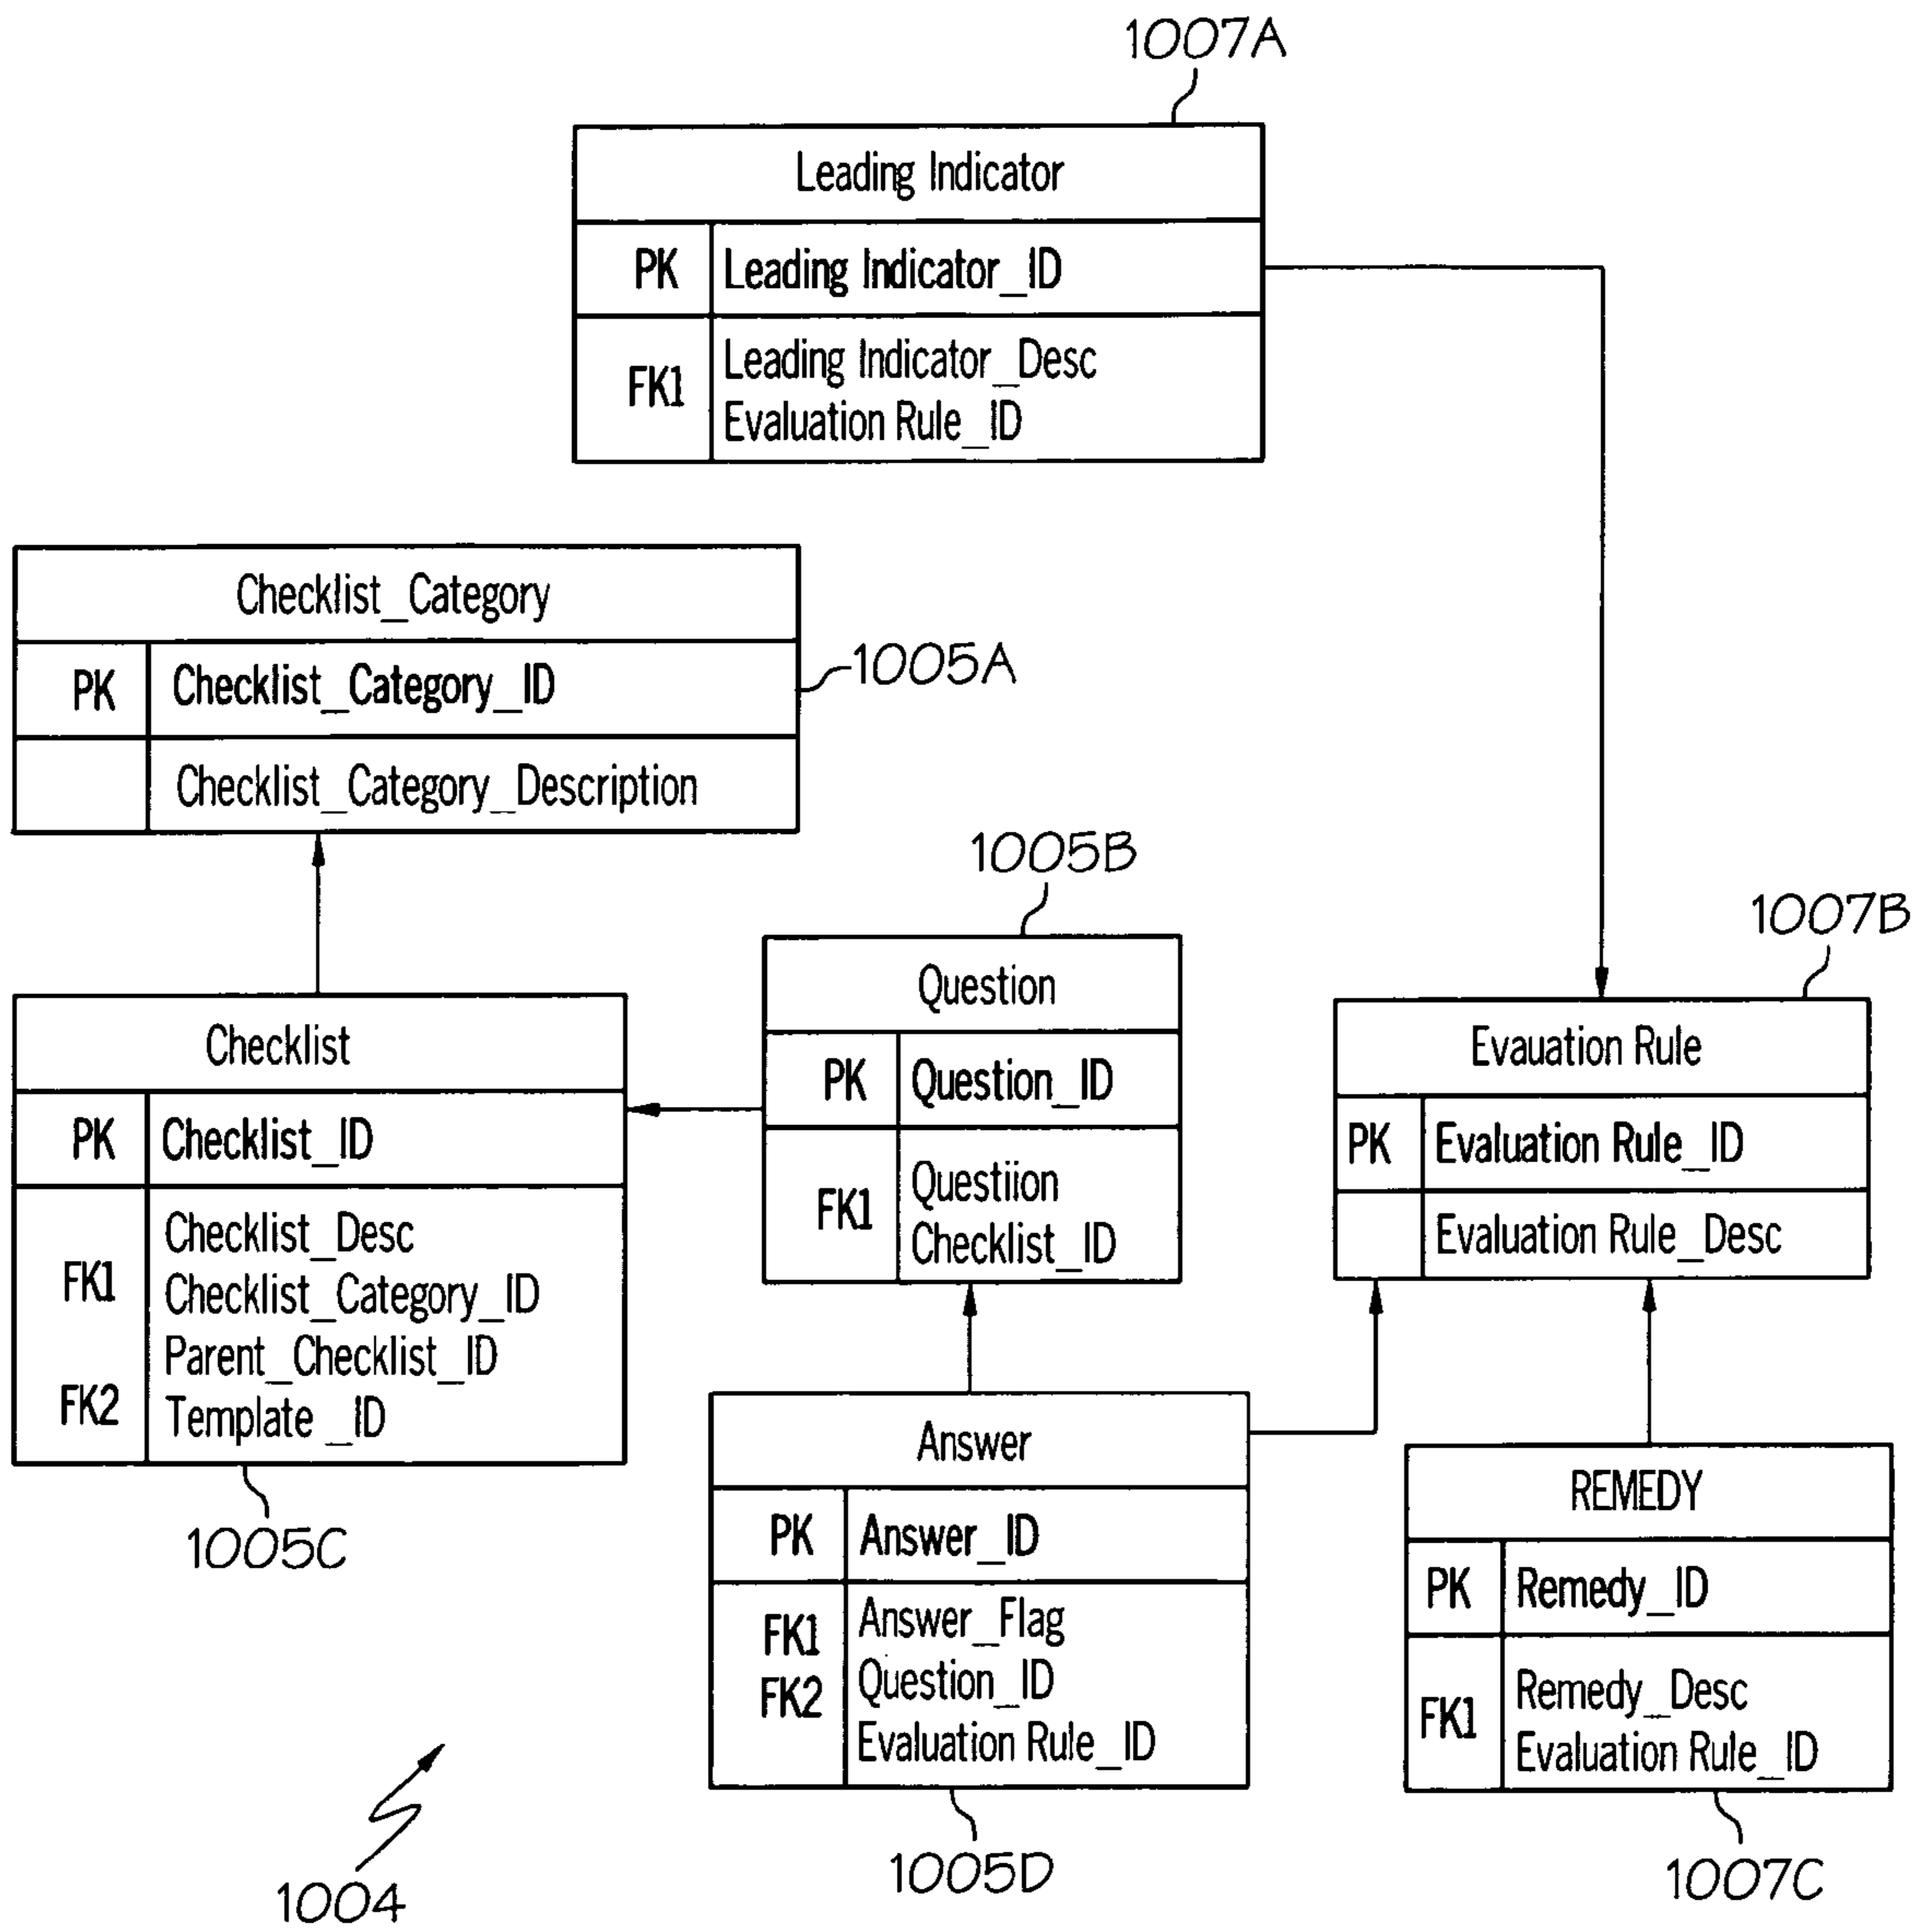 1007A
Leading Indicator
PK Leading Indicator_ID
Leading Indicator_Desc
FK1
Evaluation Rule_ID
Checklist_Category
PK Checklist_Category_ID
Checklist_Category_Description
1005A
1005B
Question
PK Question_ID
Questiion
FK1
Checklist_ID
1007B
Evauation Rule
PK Evaluation Rule_ID
Evaluation Rule_Desc
Checklist
PK Checklist_ID
Checklist_Desc
FK1 Checklist_Category_ID
Parent_Checklist_ID
FK2 Template _ID
1005C
Answer
PK Answer_ID
FK1 Answer_Flag
FK2 Question_ID
Evaluation Rule_ID
1005D
REMEDY
PK Remedy_ID
Remedy_Desc
FK1
Evaluation Rule_ID
1007C
1004